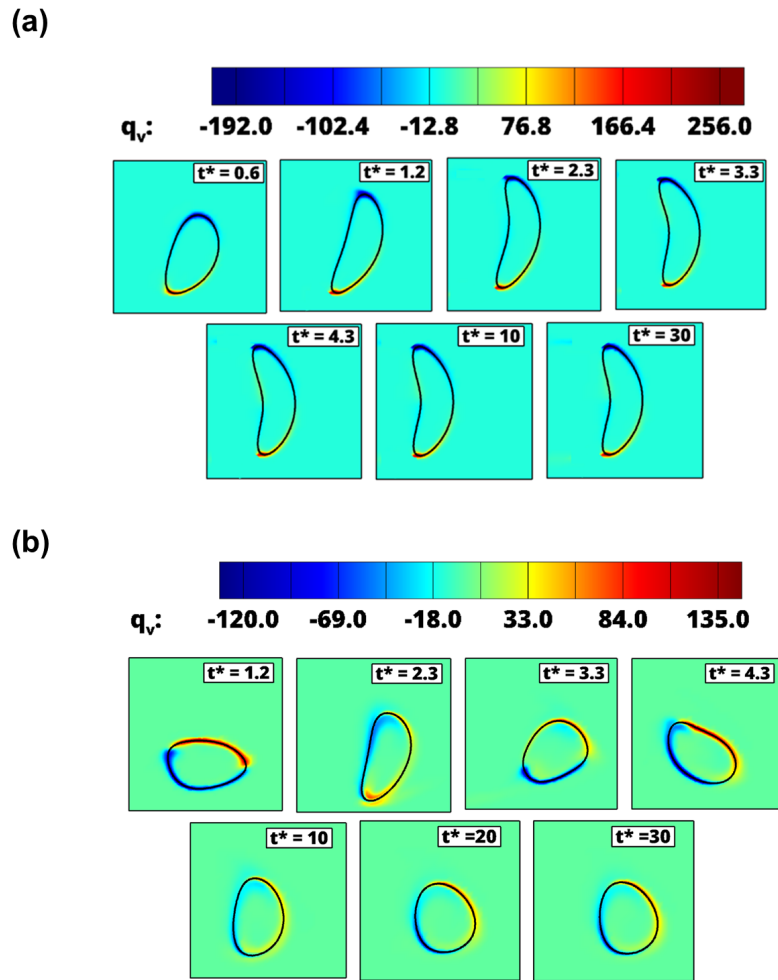 (a)
q_v: -192.0 -102.4 -12.8 76.8 166.4 256.0
t* = 0.6 t* = 1.2 t* = 2.3 t* = 3.3
t* = 4.3 t* = 10 t* = 30
(b)
q_v: -120.0 -69.0 -18.0 33.0 84.0 135.0
t* = 1.2 t* = 2.3 t* = 3.3 t* = 4.3
t* = 10 t* =20 t* =30